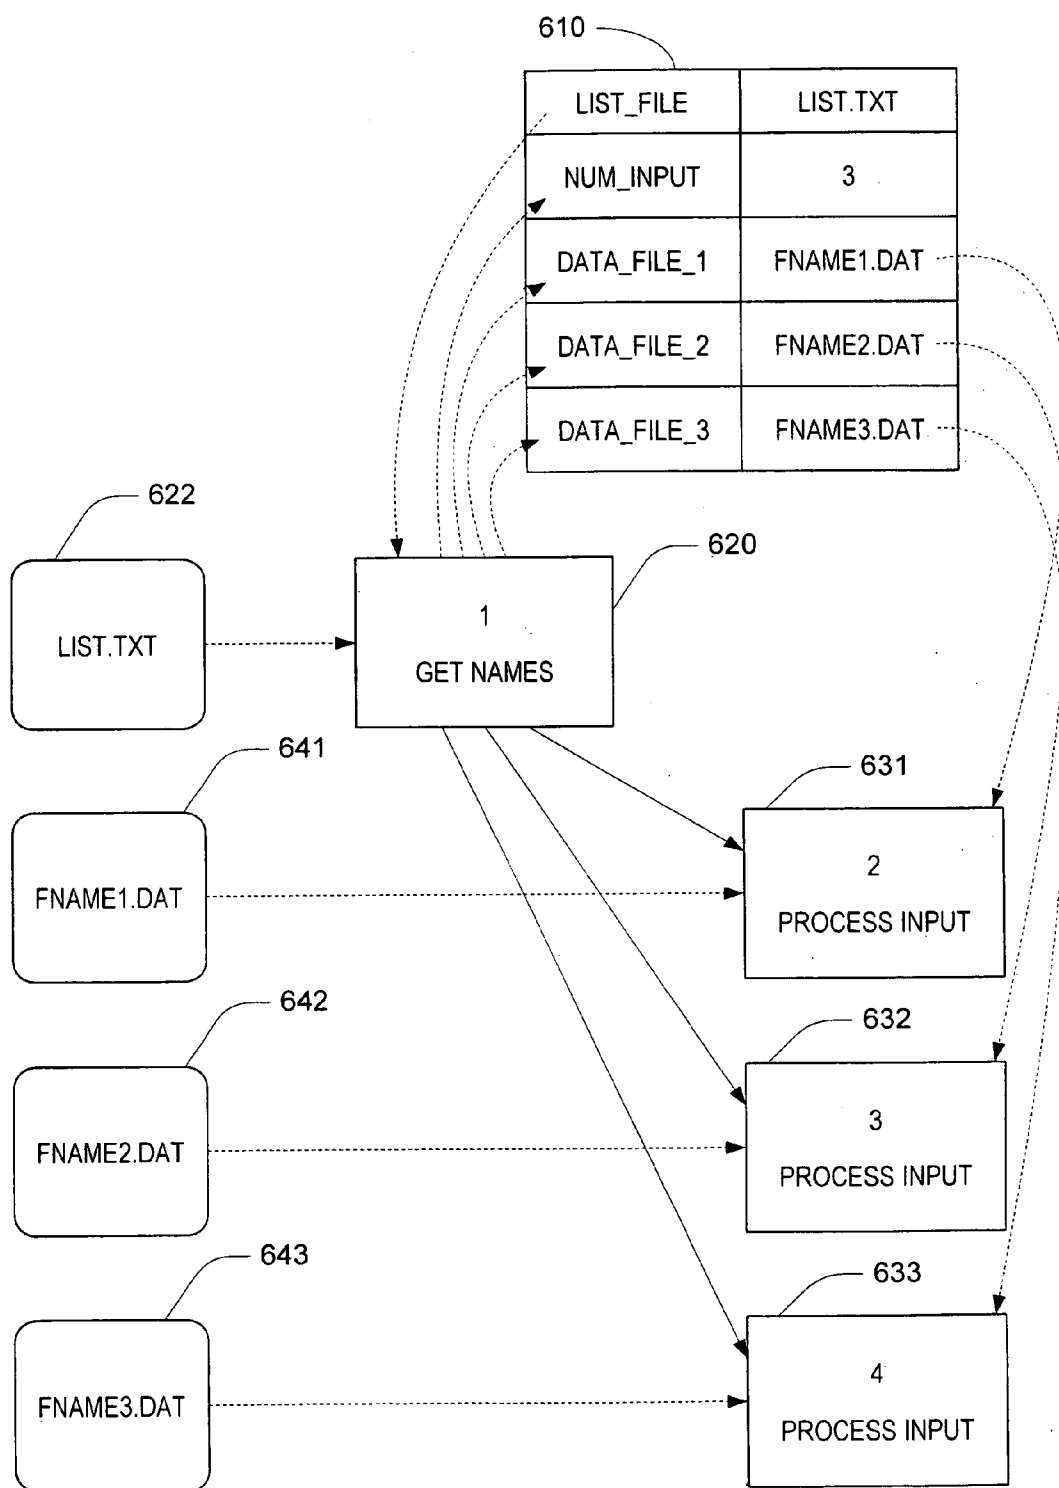 610
LIST_FILE LIST.TXT
NUM_INPUT 3
DATA_FILE_1 FNAME1.DAT
DATA_FILE_2 FNAME2.DAT
DATA_FILE_3 FNAME3.DAT
622
620
LIST.TXT
1
GET NAMES
641
631
FNAME1.DAT
2
PROCESS INPUT
642
632
FNAME2.DAT
3
PROCESS INPUT
643
633
FNAME3.DAT
4
PROCESS INPUT